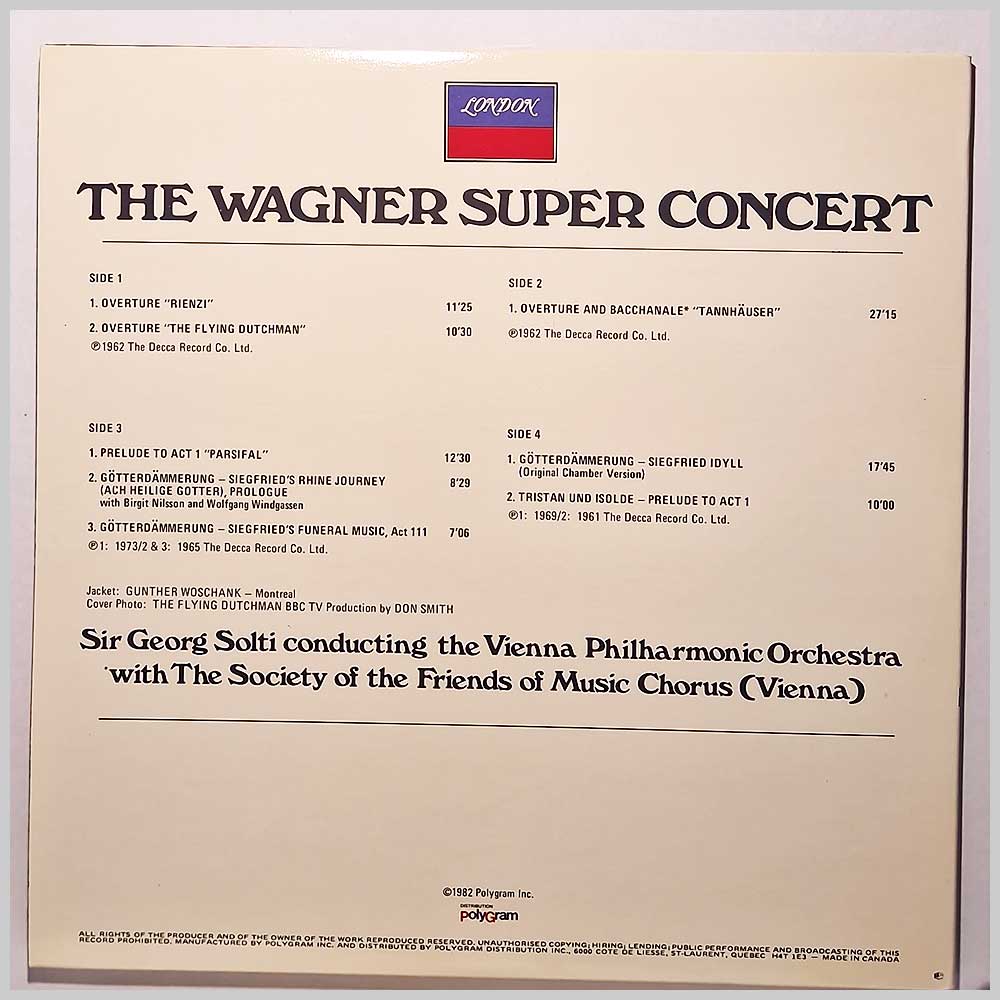 LONDON
THE WAGNER SUPER CONCERT
SIDE 1
1. OVERTURE "RIENZI" 11'25
2. OVERTURE "THE FLYING DUTCHMAN" 10'30
℗1962 The Decca Record Co. Ltd.
SIDE 2
1. OVERTURE AND BACCHANALE* "TANNHÄUSER" 27'15
℗1962 The Decca Record Co. Ltd.
SIDE 3
1. PRELUDE TO ACT 1 "PARSIFAL" 12'30
2. GÖTTERDÄMMERUNG – SIEGFRIED'S RHINE JOURNEY 8'29
(ACH HEILIGE GOTTER), PROLOGUE
with Birgit Nilsson and Wolfgang Windgassen
3. GÖTTERDÄMMERUNG – SIEGFRIED'S FUNERAL MUSIC, Act 111 7'06
℗1: 1973/2 & 3: 1965 The Decca Record Co. Ltd.
SIDE 4
1. GÖTTERDÄMMERUNG – SIEGFRIED IDYLL 17'45
(Original Chamber Version)
2. TRISTAN UND ISOLDE – PRELUDE TO ACT 1 10'00
℗1: 1969/2: 1961 The Decca Record Co. Ltd.
Jacket: GUNTHER WOSCHANK – Montreal
Cover Photo: THE FLYING DUTCHMAN BBC TV Production by DON SMITH
Sir Georg Solti conducting the Vienna Philharmonic Orchestra
with The Society of the Friends of Music Chorus (Vienna)
©1982 Polygram Inc.
DISTRIBUTION
polyGram
ALL RIGHTS OF THE PRODUCER AND OF THE OWNER OF THE WORK REPRODUCED RESERVED. UNAUTHORISED COPYING; HIRING; LENDING; PUBLIC PERFORMANCE AND BROADCASTING OF THIS
RECORD PROHIBITED. MANUFACTURED BY POLYGRAM INC. AND DISTRIBUTED BY POLYGRAM DISTRIBUTION INC., 6000 COTE DE LIESSE, ST-LAURENT, QUEBEC H4T 1E3 — MADE IN CANADA